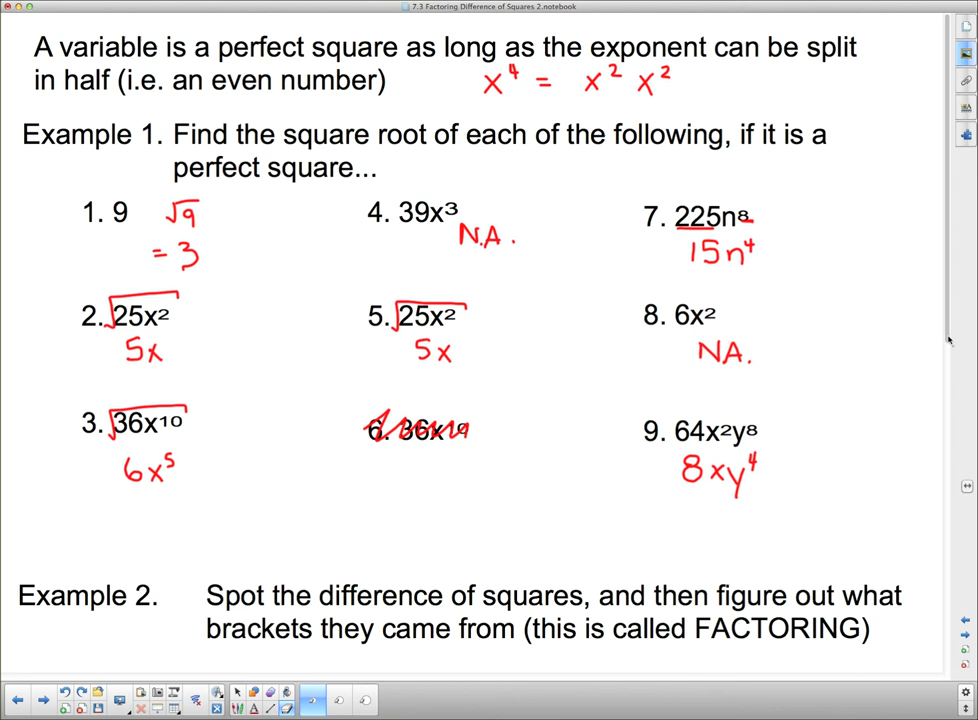 7.3 Factoring Difference of Squares 2.notebook
A variable is a perfect square as long as the exponent can be split
in half (i.e. an even number) x⁴ = x² x²
Example 1. Find the square root of each of the following, if it is a
perfect square...
1. 9 √9
= 3
4. 39x³
N.A.
7. 225n⁸
15n⁴
2. √25x²
5x
5. √25x²
5x
8. 6x²
NA.
3. √36x¹⁰
6x⁵
6. 36x¹⁰
9. 64x²y⁸
8xy⁴
Example 2. Spot the difference of squares, and then figure out what
brackets they came from (this is called FACTORING)